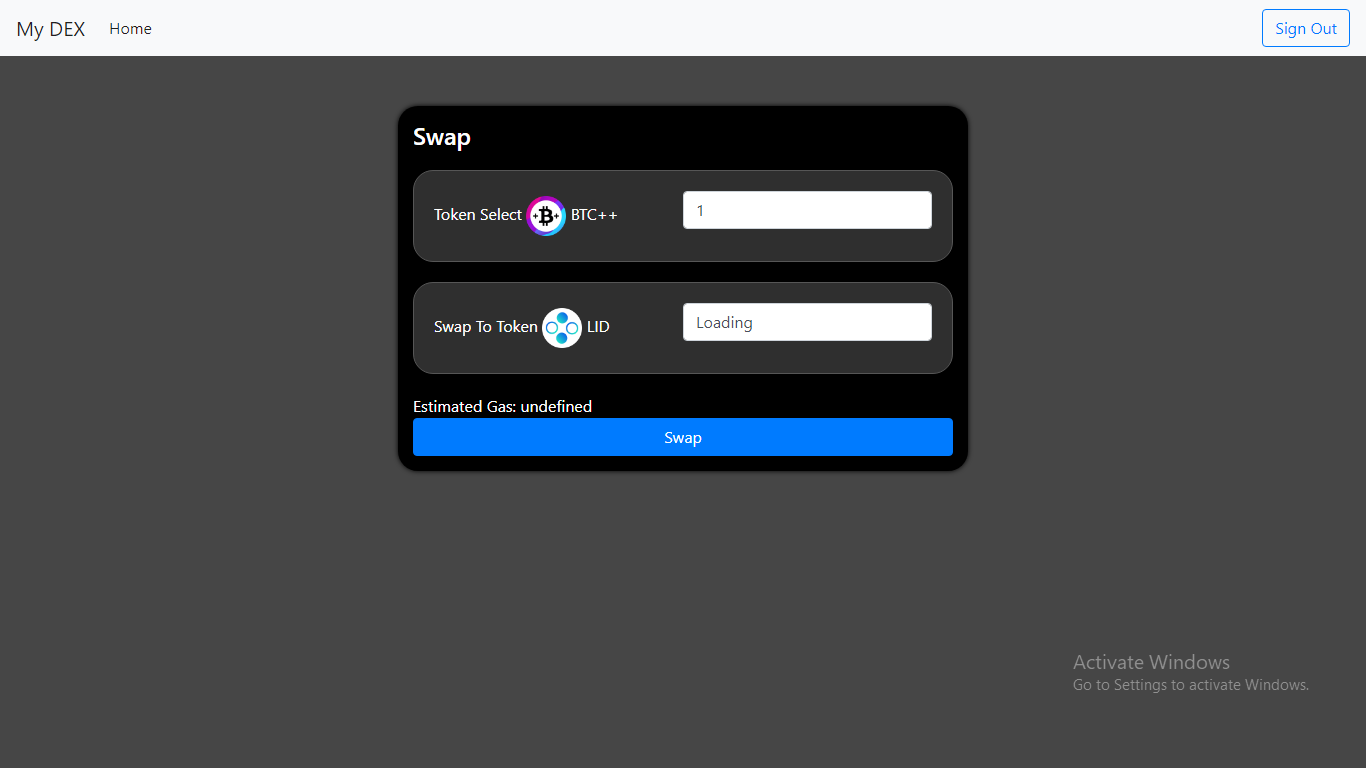 My DEX Home Sign Out
Swap
Token Select BTC++ 1
Swap To Token LID Loading
Estimated Gas: undefined
Swap
Activate Windows
Go to Settings to activate Windows.